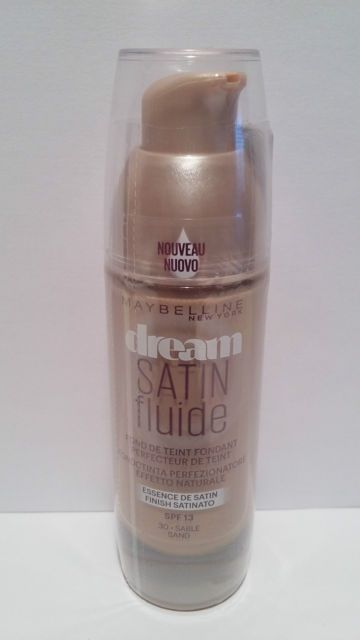 NOUVEAU
NUOVO
MAYBELLINE
NEW YORK
dream
SATIN
fluide
FOND DE TEINT FONDANT
PERFECTEUR DE TEINT
FONDOTINTA PERFEZIONATORE
EFFETTO NATURALE
ESSENCE DE SATIN
FINISH SATINATO
SPF 13
30 • SABLE
SAND